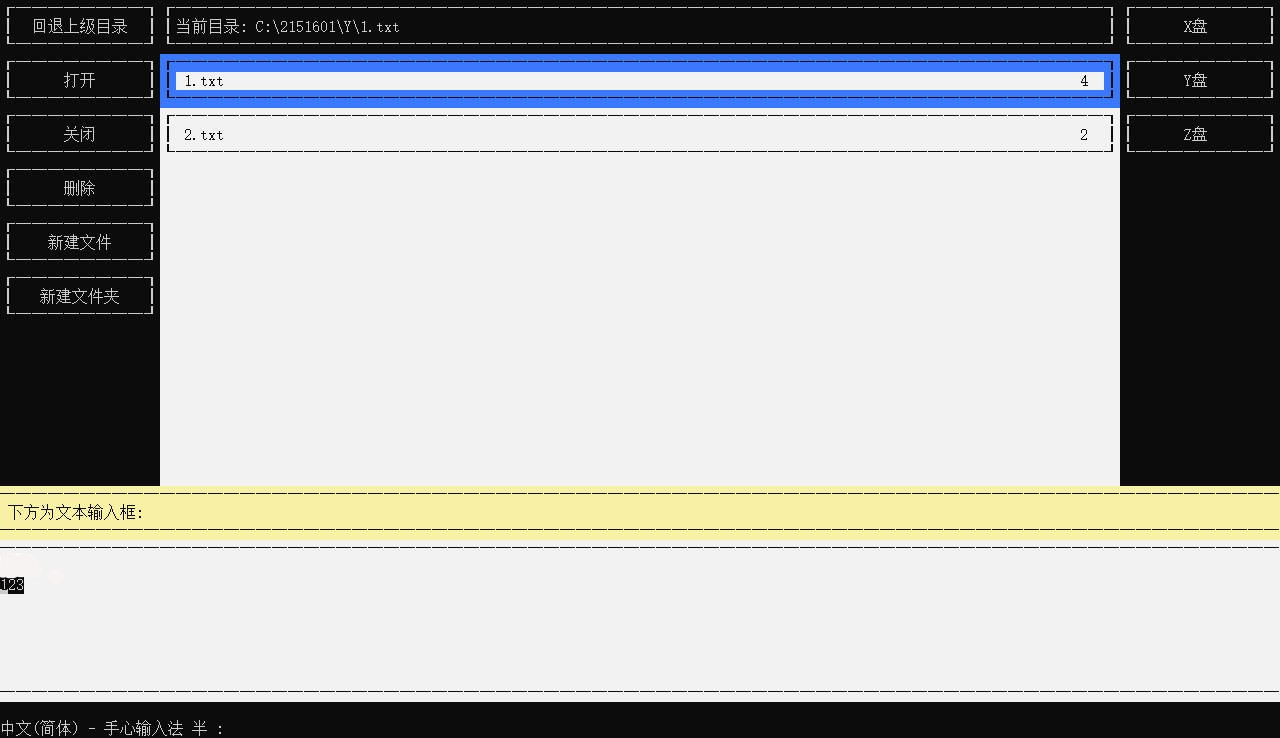 回退上级目录 当前目录: C:\2151601\Y\1.txt X盘
打开 1.txt 4 Y盘
关闭 2.txt 2 Z盘
删除
新建文件
新建文件夹
下方为文本输入框:
123
中文(简体) - 手心输入法 半 :